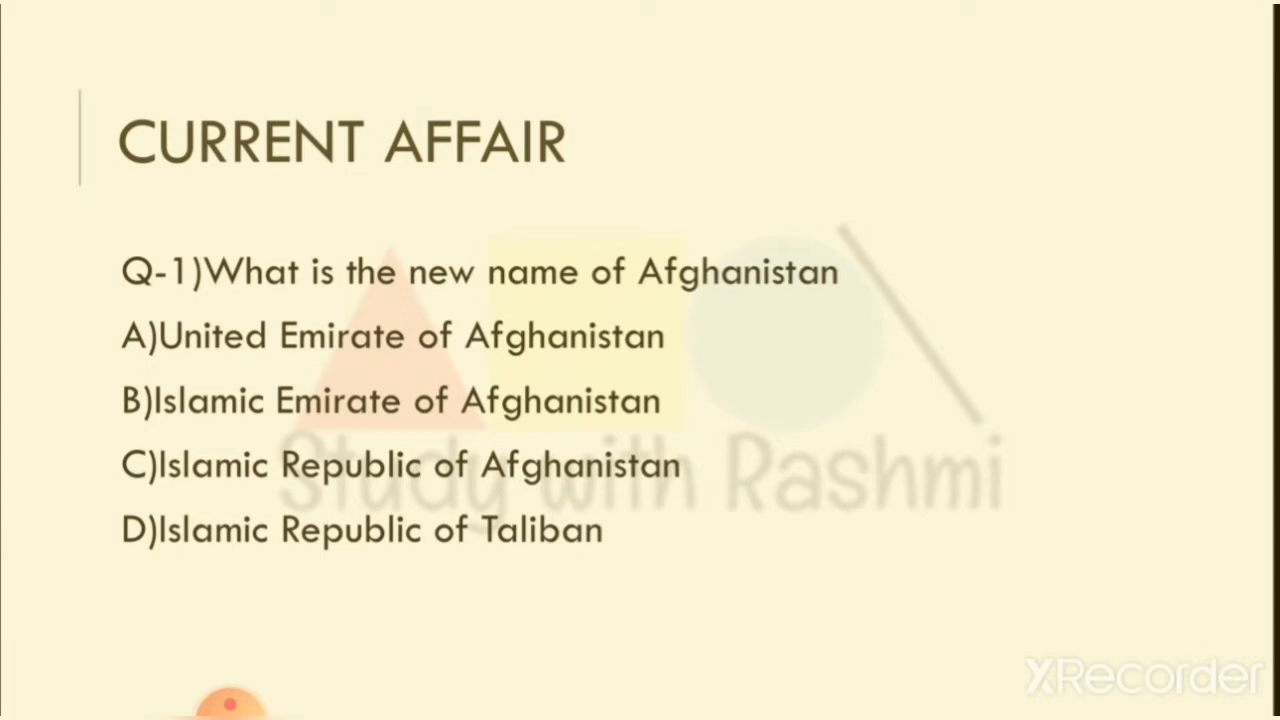 CURRENT AFFAIR
Q-1)What is the new name of Afghanistan
A)United Emirate of Afghanistan
B)Islamic Emirate of Afghanistan
C)Islamic Republic of Afghanistan
Study with Rashmi
D)Islamic Republic of Taliban
XRecorder